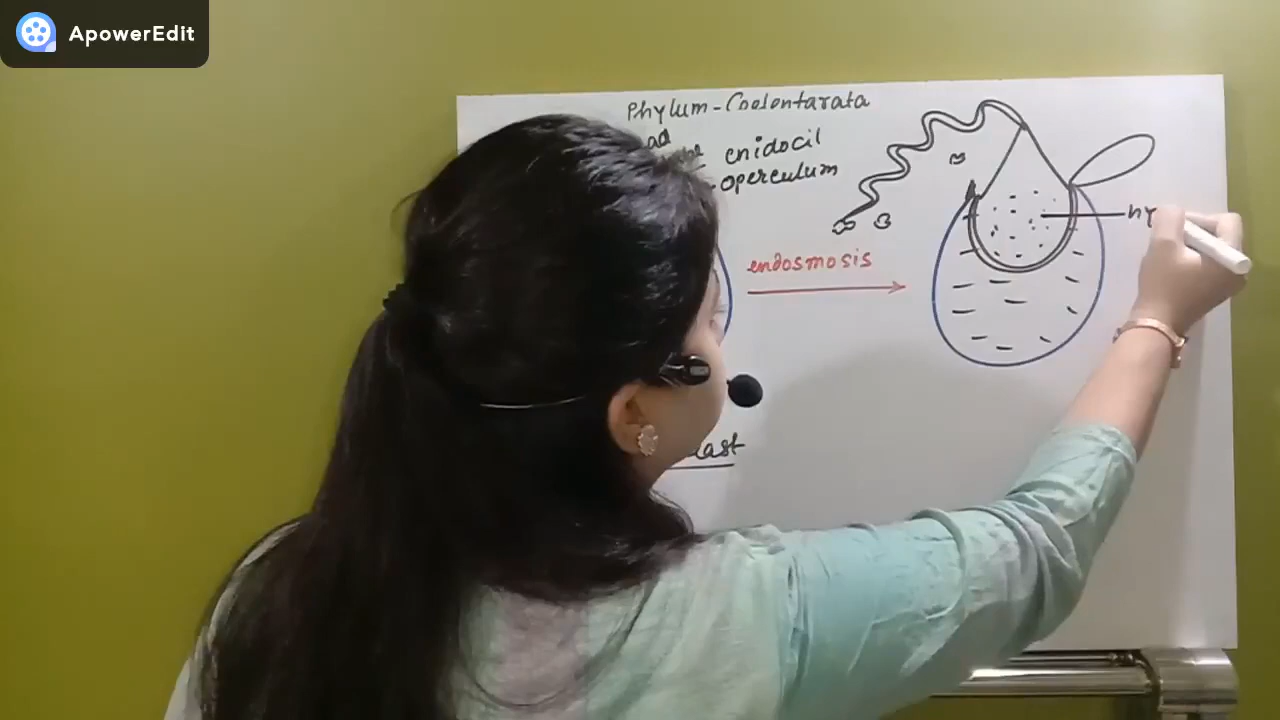 ApowerEdit
Phylum-Coelentarata
cnidocil
operculum
endosmosis
hy